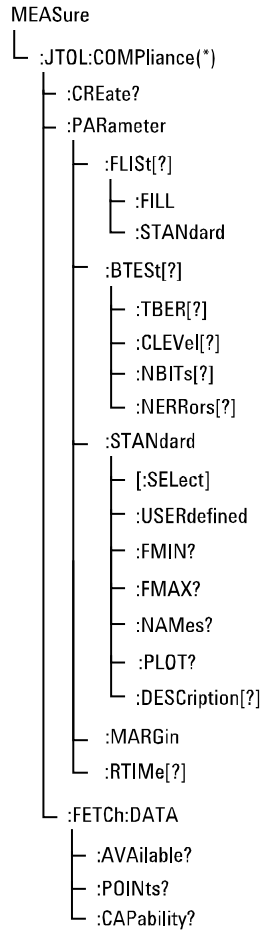 MEASure
:JTOL:COMPliance(*)
:CREate?
:PARameter
:FLISt[?]
:FILL
:STANdard
:BTESt[?]
:TBER[?]
:CLEVel[?]
:NBITs[?]
:NERRors[?]
:STANdard
[:SELect]
:USERdefined
:FMIN?
:FMAX?
:NAMes?
:PLOT?
:DESCription[?]
:MARGin
:RTIMe[?]
:FETCh:DATA
:AVAilable?
:POINts?
:CAPability?